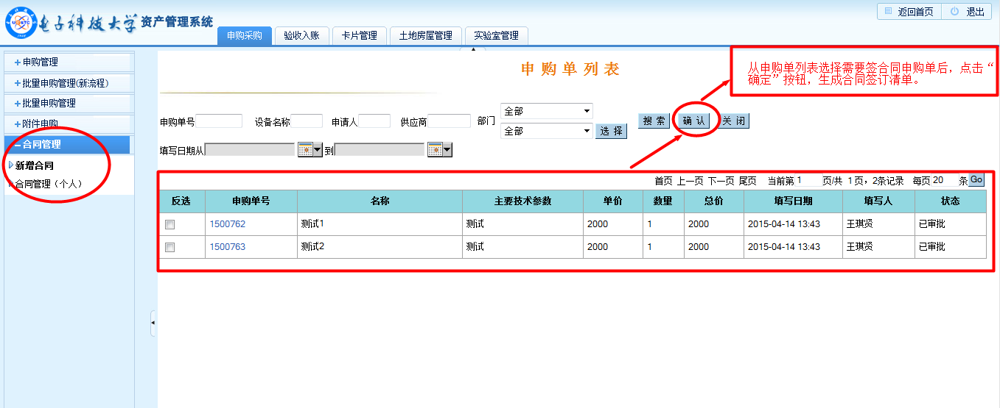 返回首页 退出
电子科技大学 资产管理系统
申购采购 验收入账 卡片管理 土地房屋管理 实验室管理
申购管理
批量申购管理(新流程)
批量申购管理
附件申购
合同管理
新增合同
合同管理（个人）
申购单列表
从申购单列表选择需要签合同申购单后，点击“
确定”按钮，生成合同签订清单。
申购单号 设备名称 申请人 供应商 部门 全部 搜索 确认 关闭
全部 选择
填写日期从 到
首页 上一页 下一页 尾页 当前第 1 页/共 1页，2条记录 每页 20 条 Go
反选 申购单号 名称 主要技术参数 单价 数量 总价 填写日期 填写人 状态
1500762 测试1 测试 2000 1 2000 2015-04-14 13:43 王琪贤 已审批
1500763 测试2 测试 2000 1 2000 2015-04-14 13:43 王琪贤 已审批